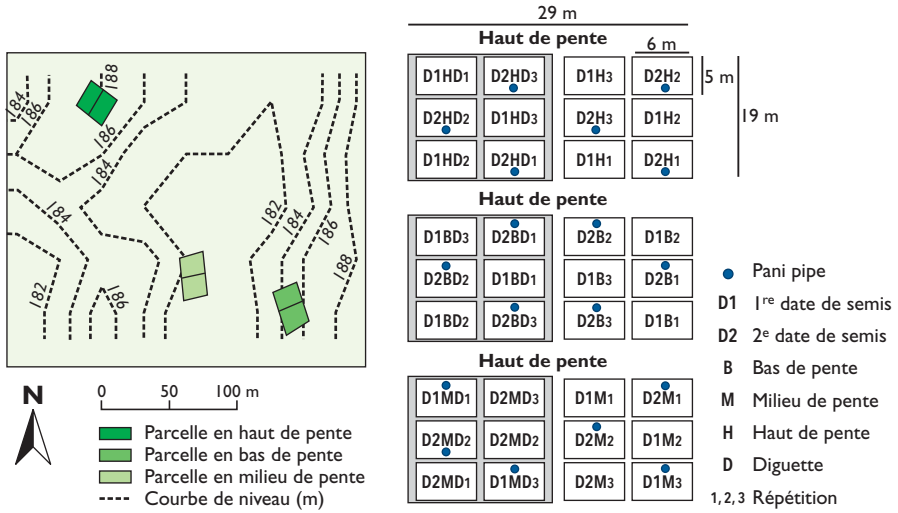 184
186
188
186
184
184
182
186
182
184
186
188
N
0 50 100 m
Parcelle en haut de pente
Parcelle en bas de pente
Parcelle en milieu de pente
Courbe de niveau (m)
29 m
Haut de pente
6 m
D1HD1 D2HD3 D1H3 D2H2
5 m
D2HD2 D1HD3 D2H3 D1H2
19 m
D1HD2 D2HD1 D1H1 D2H1
Haut de pente
D1BD3 D2BD1 D2B2 D1B2
D2BD2 D1BD1 D1B3 D2B1
D1BD2 D2BD3 D2B3 D1B1
Haut de pente
D1MD1 D2MD3 D1M1 D2M1
D2MD2 D2MD2 D2M2 D1M2
D2MD1 D1MD3 D2M3 D1M3
Pani pipe
D1 1re date de semis
D2 2e date de semis
B Bas de pente
M Milieu de pente
H Haut de pente
D Diguette
1, 2, 3 Répétition